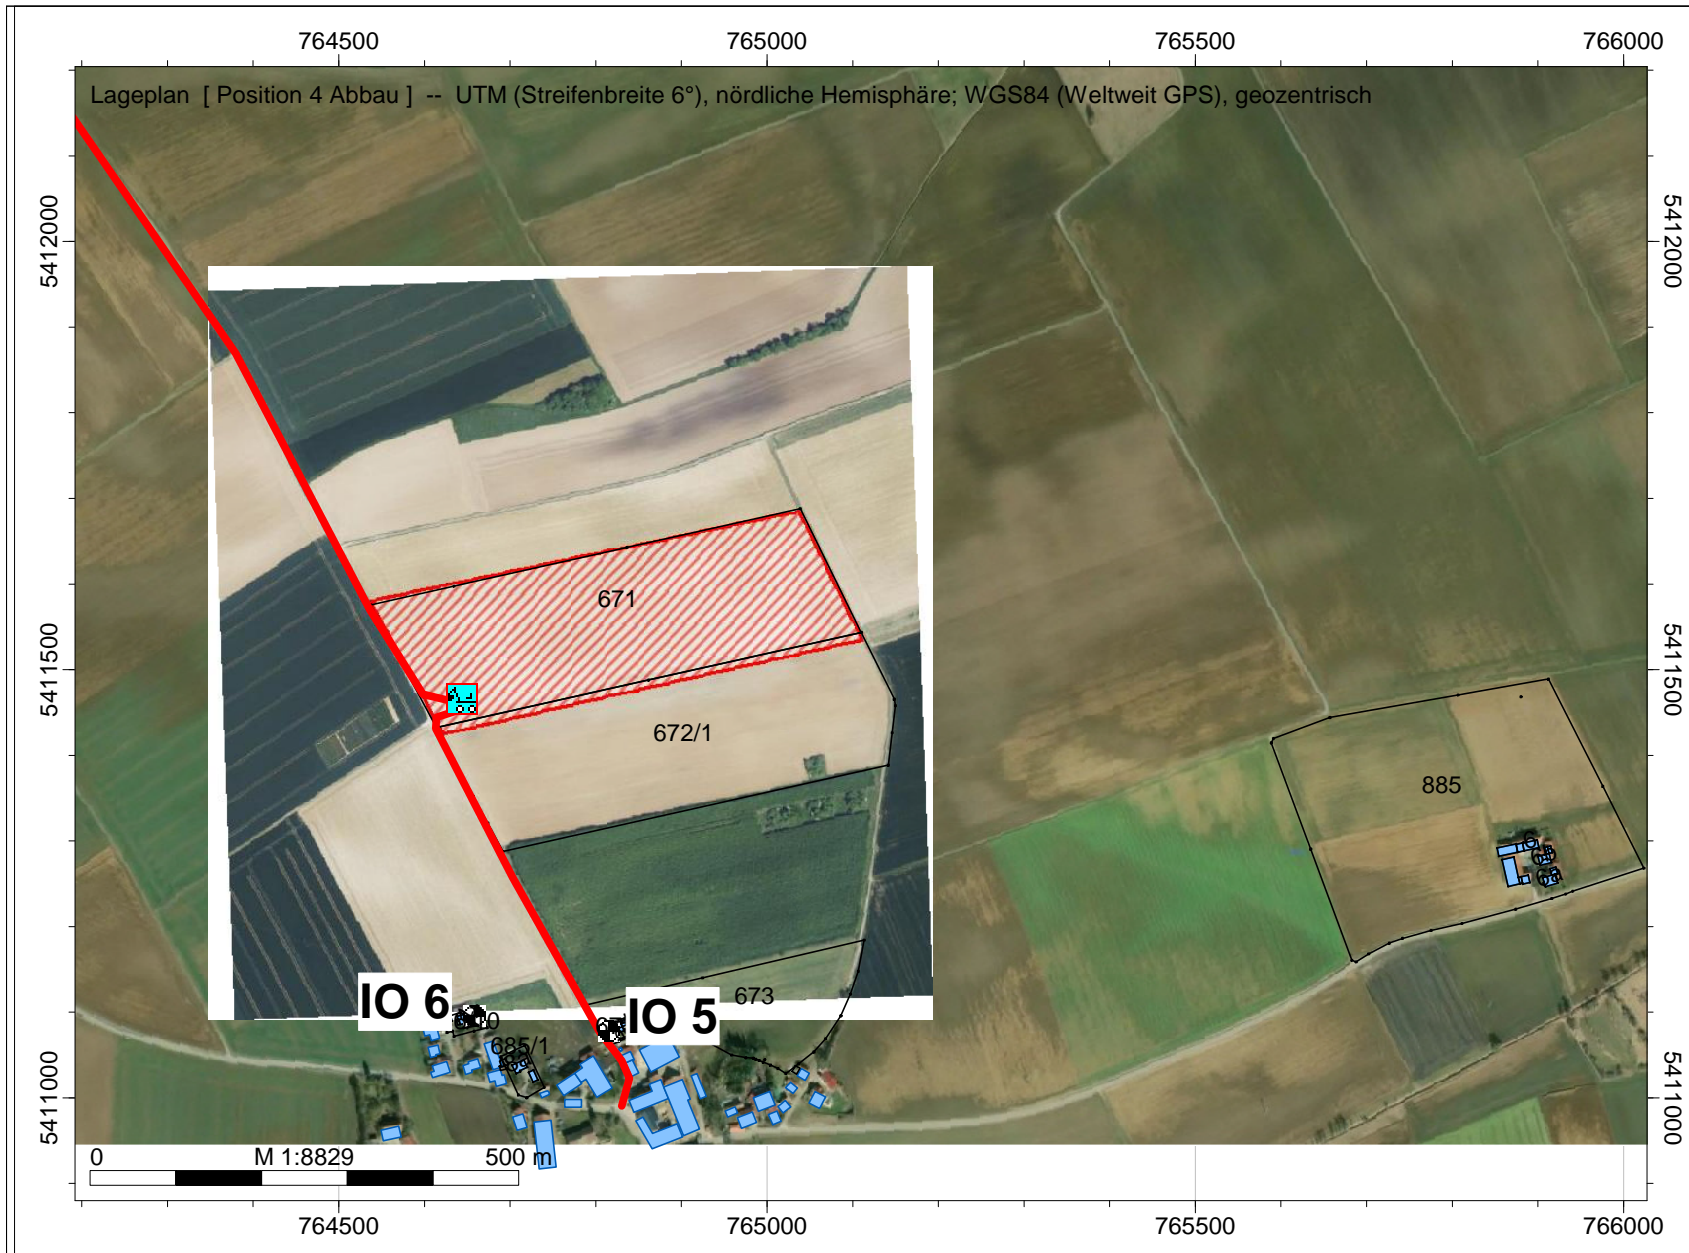 764500 765000 765500 766000
Lageplan [ Position 4 Abbau ] -- UTM (Streifenbreite 6°), nördliche Hemisphäre; WGS84 (Weltweit GPS), geozentrisch
5412000 5412000
671
5411500 5411500
672/1
885
6
6a
673
IO 6 IO 5
685/1
5411000 5411000
0 M 1:8829 500 m
764500 765000 765500 766000